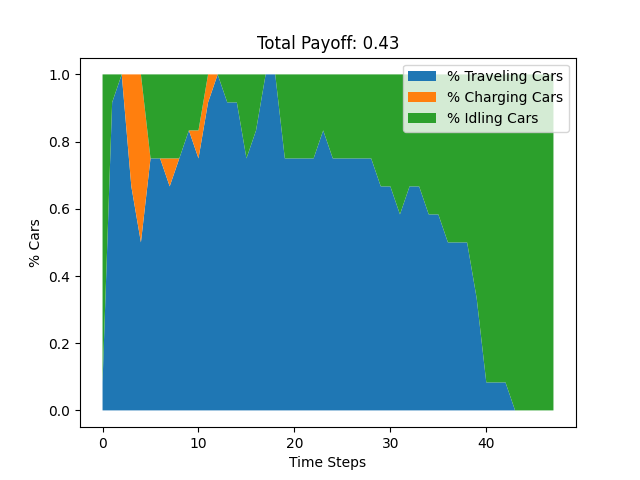 Total Payoff: 0.43
% Traveling Cars
% Charging Cars
% Idling Cars
1.0
0.8
0.6
0.4
0.2
0.0
% Cars
0 10 20 30 40
Time Steps